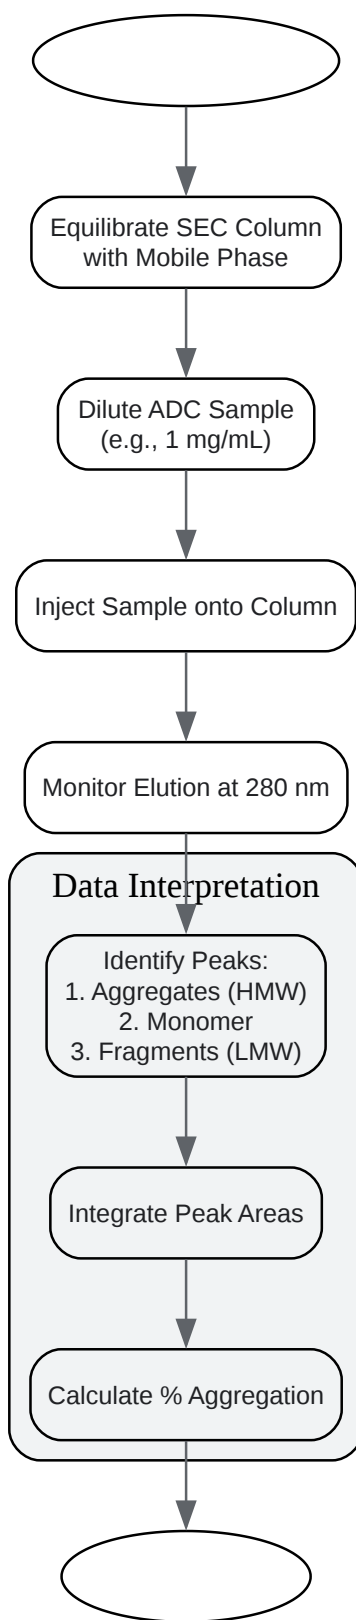 Equilibrate SEC Column
with Mobile Phase
Dilute ADC Sample
(e.g., 1 mg/mL)
Inject Sample onto Column
Monitor Elution at 280 nm
Data Interpretation
Identify Peaks:
1. Aggregates (HMW)
2. Monomer
3. Fragments (LMW)
Integrate Peak Areas
Calculate % Aggregation